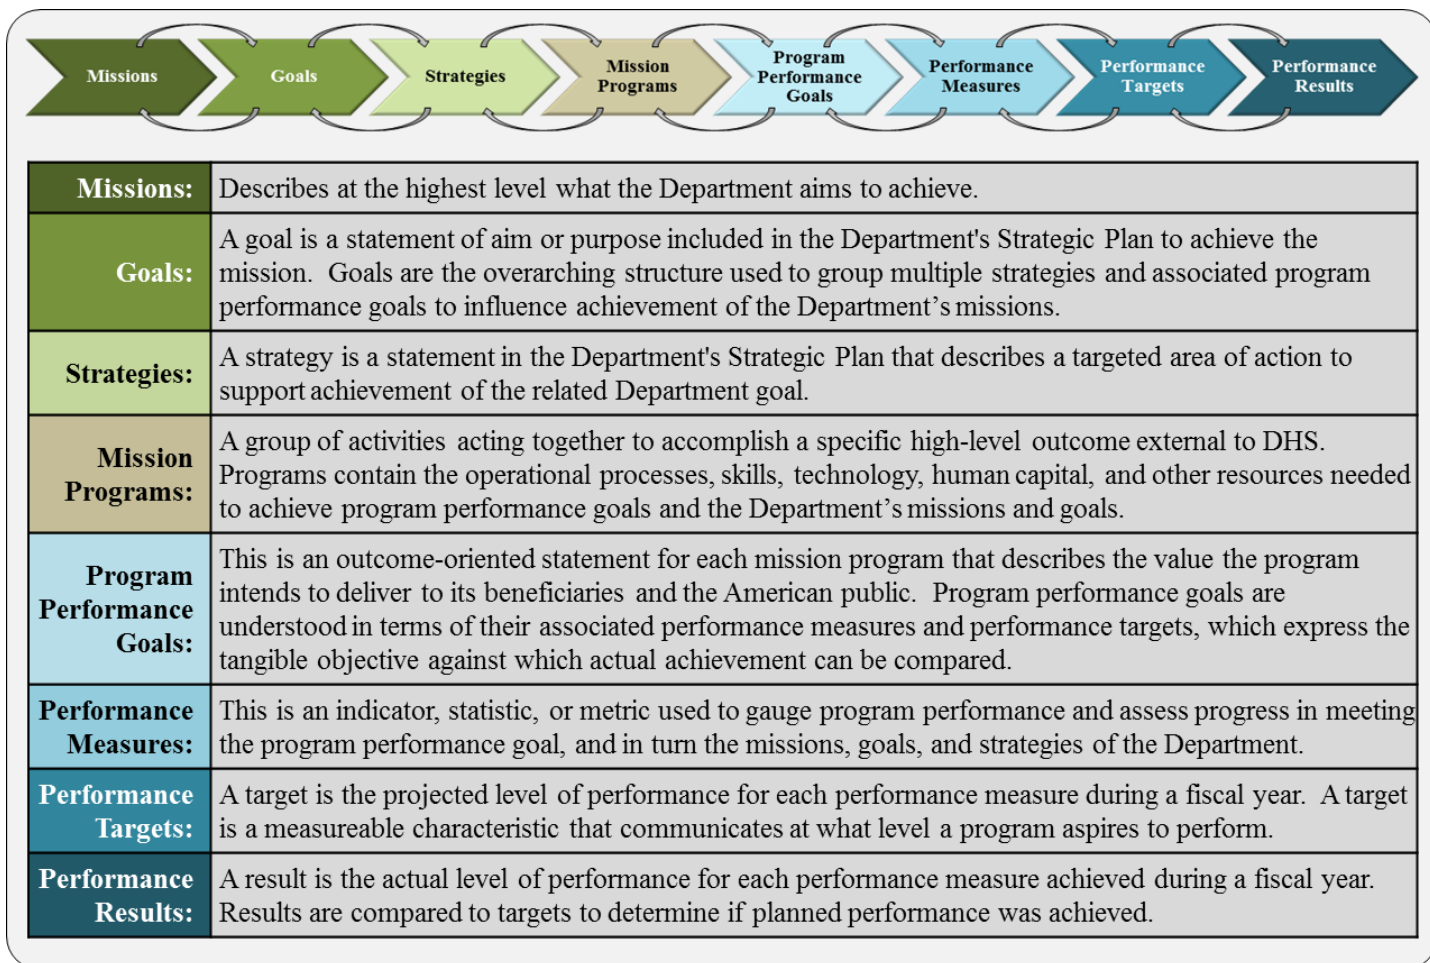 Missions
Goals
Strategies
Mission
Programs
Program
Performance
Goals
Performance
Measures
Performance
Targets
Performance
Results
Missions:
Describes at the highest level what the Department aims to achieve.
Goals:
A goal is a statement of aim or purpose included in the Department's Strategic Plan to achieve the
mission.  Goals are the overarching structure used to group multiple strategies and associated program
performance goals to influence achievement of the Department’s missions.
Strategies:
A strategy is a statement in the Department's Strategic Plan that describes a targeted area of action to
support achievement of the related Department goal.
Mission
Programs:
A group of activities acting together to accomplish a specific high-level outcome external to DHS.
Programs contain the operational processes, skills, technology, human capital, and other resources needed
to achieve program performance goals and the Department’s missions and goals.
Program
Performance
Goals:
This is an outcome-oriented statement for each mission program that describes the value the program
intends to deliver to its beneficiaries and the American public.  Program performance goals are
understood in terms of their associated performance measures and performance targets, which express the
tangible objective against which actual achievement can be compared.
Performance
Measures:
This is an indicator, statistic, or metric used to gauge program performance and assess progress in meeting
the program performance goal, and in turn the missions, goals, and strategies of the Department.
Performance
Targets:
A target is the projected level of performance for each performance measure during a fiscal year.  A target
is a measureable characteristic that communicates at what level a program aspires to perform.
Performance
Results:
A result is the actual level of performance for each performance measure achieved during a fiscal year.
Results are compared to targets to determine if planned performance was achieved.